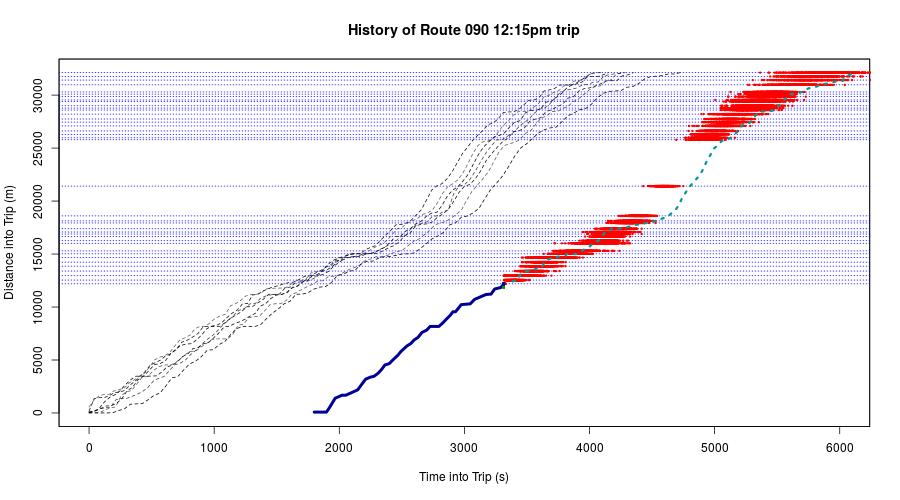 History of Route 090 12:15pm trip
Distance into Trip (m)
30000
25000
20000
15000
10000
5000
0
0 1000 2000 3000 4000 5000 6000
Time into Trip (s)